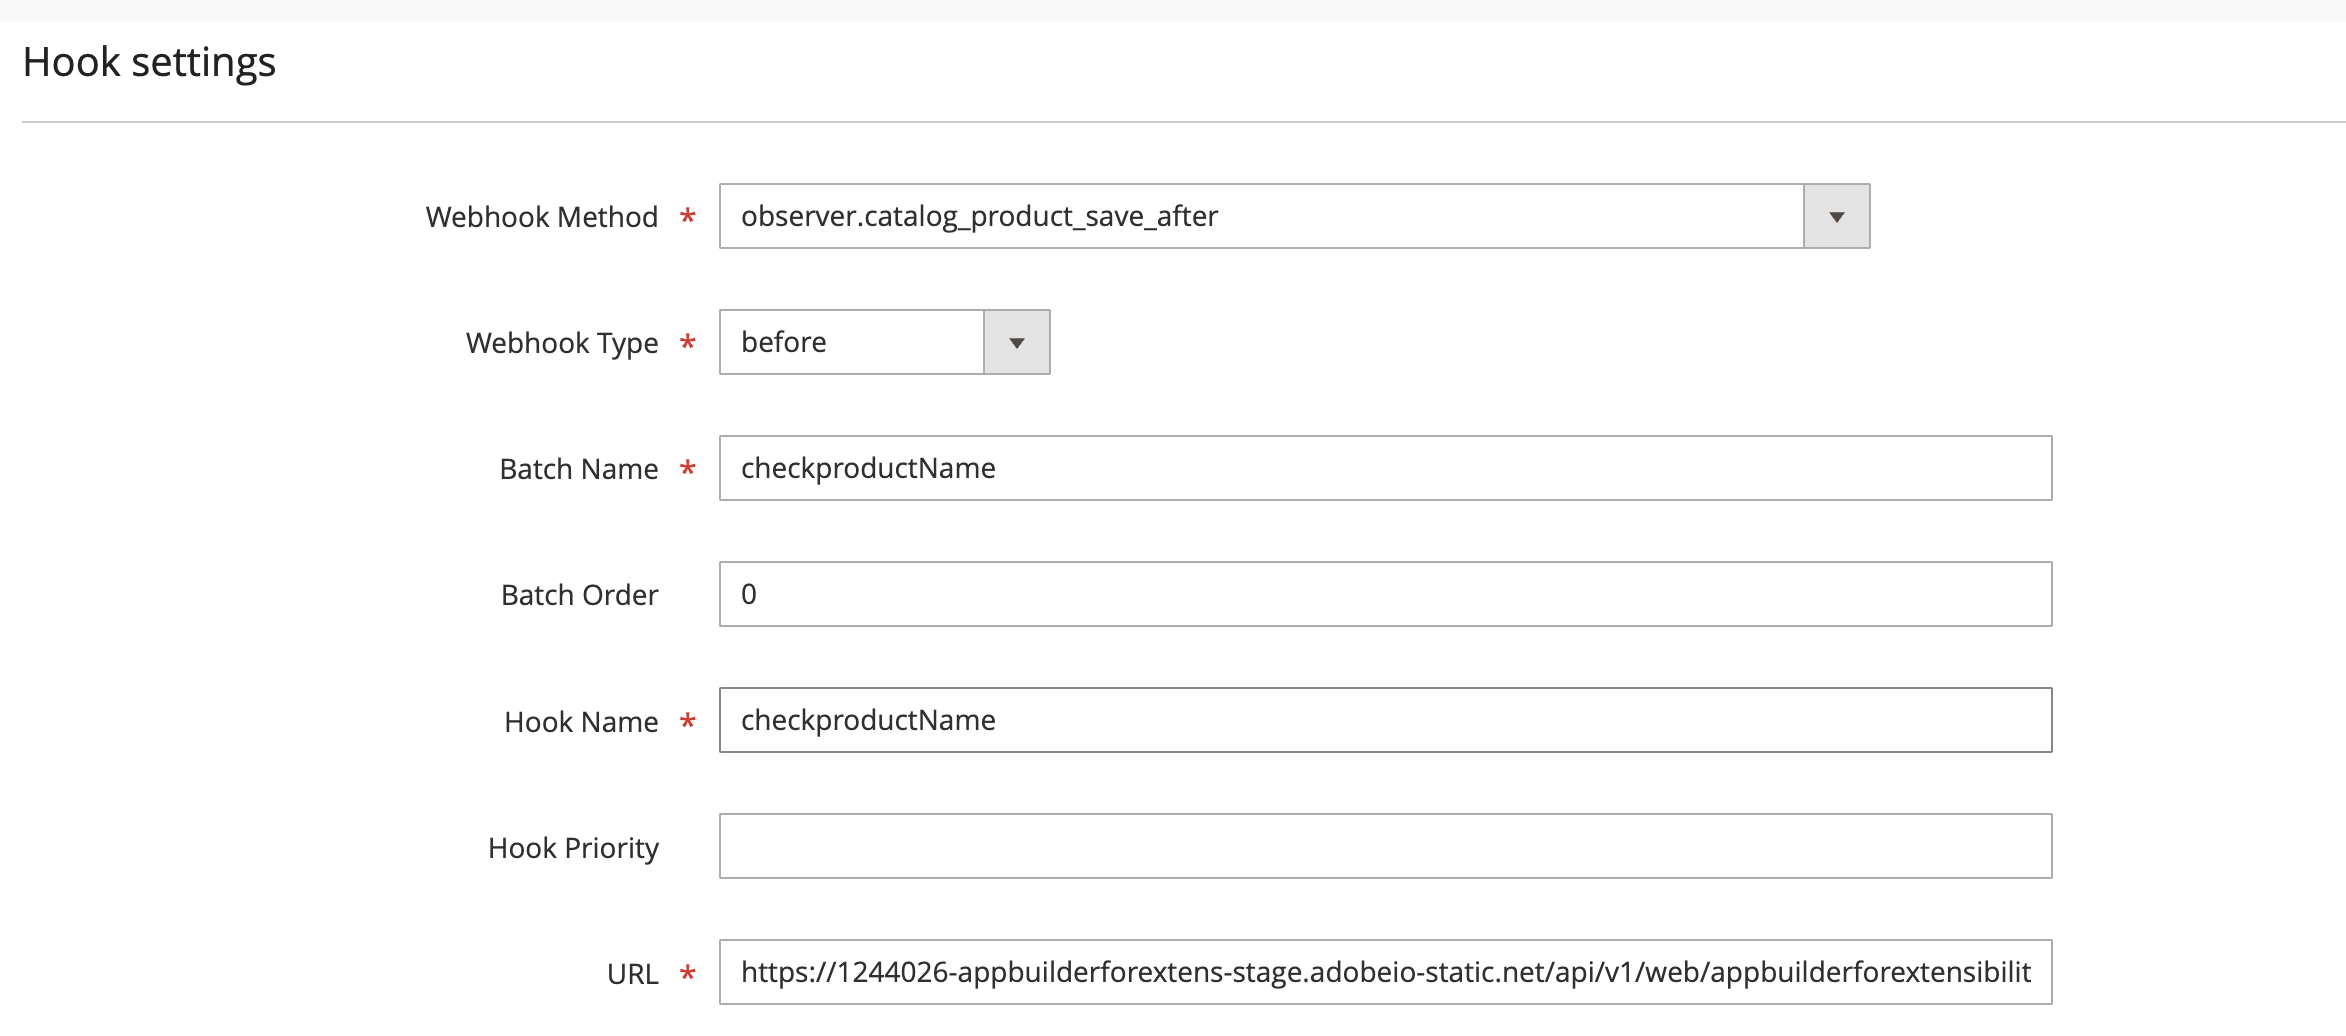 Hook settings
Webhook Method * observer.catalog_product_save_after
Webhook Type * before
Batch Name * checkproductName
Batch Order 0
Hook Name * checkproductName
Hook Priority
URL * https://1244026-appbuilderforextens-stage.adobeio-static.net/api/v1/web/appbuilderforextensibilit